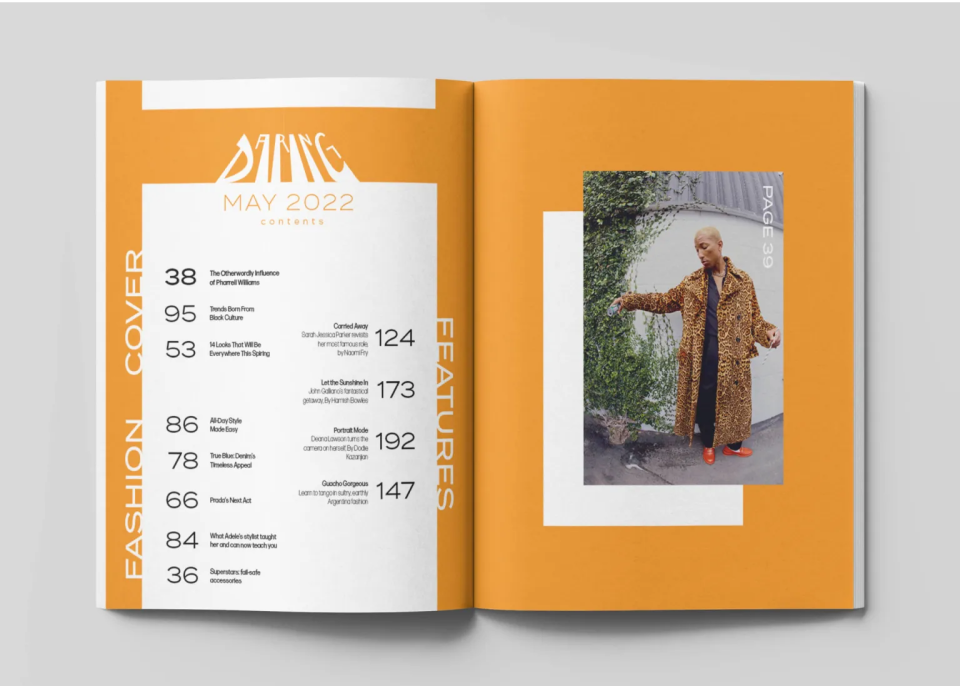 DARING
MAY 2022
contents
COVER
38
The Otherwordly Influence
of Pharrell Williams
95
Trends Born From
Black Culture
53
14 Looks That Will Be
Everywhere This Spiring
FASHION
86
All-Day Style
Made Easy
78
True Blue: Denim's
Timeless Appeal
66
Prada's Next Act
84
What Adele's stylist taught
her and can now teach you
36
Superstars: fall-safe
accessories
FEATURES
Carried Away
Sarah Jessica Parker revisits
her most famous role,
by Naomi Fry
124
Let the Sunshine In
John Galliano's fantastical
getaway. By Hamish Bowles
173
Portrait Mode
Deana Lawson turns the
camera on herself. By Dodie
Kazanjian
192
Guacho Gorgeous
Learn to tango in sultry, earthly
Argentina fashion
147
PAGE 39